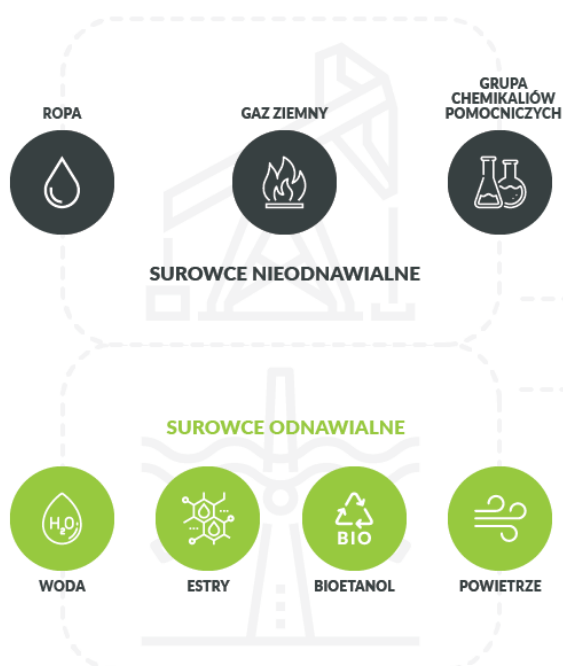 ROPA
GAZ ZIEMNY
GRUPA
CHEMIKALIÓW
POMOCNICZYCH
SUROWCE NIEODNAWIALNE
SUROWCE ODNAWIALNE
H₂O
BIO
WODA
ESTRY
BIOETANOL
POWIETRZE